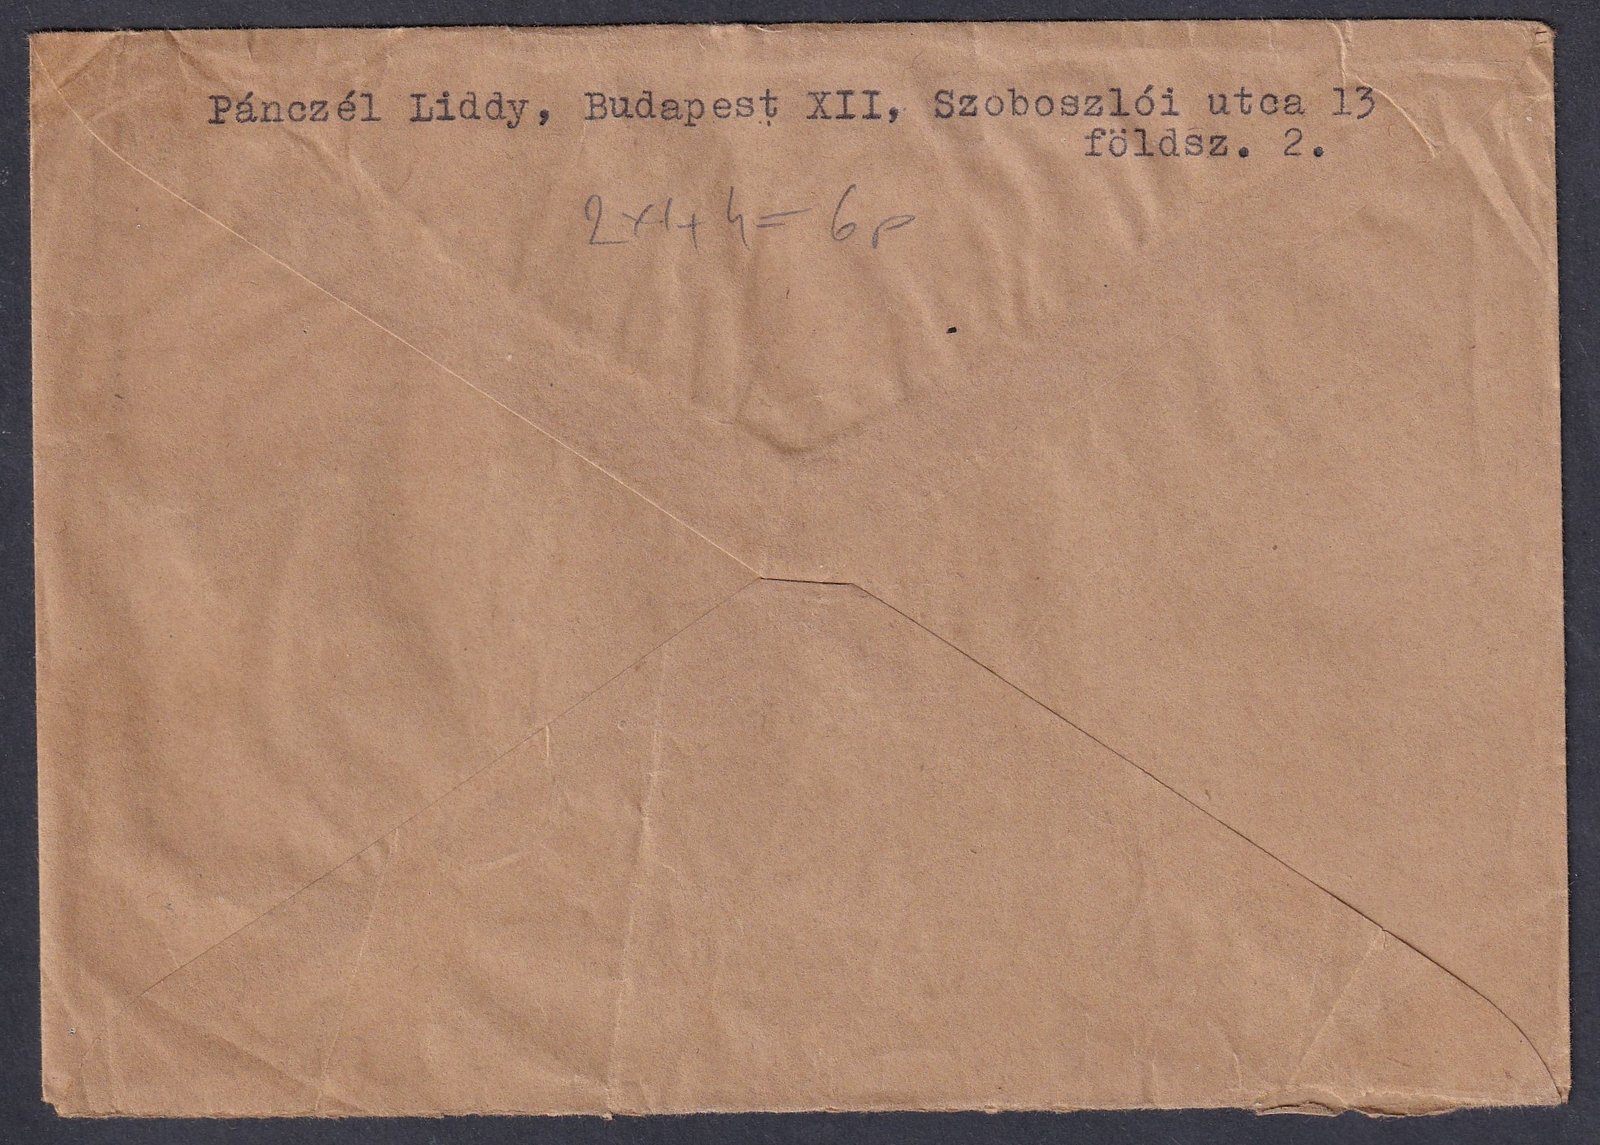 Pánczél Liddy, Budapest XII, Szoboszlói utca 13
földsz. 2.
2x1+4=6p